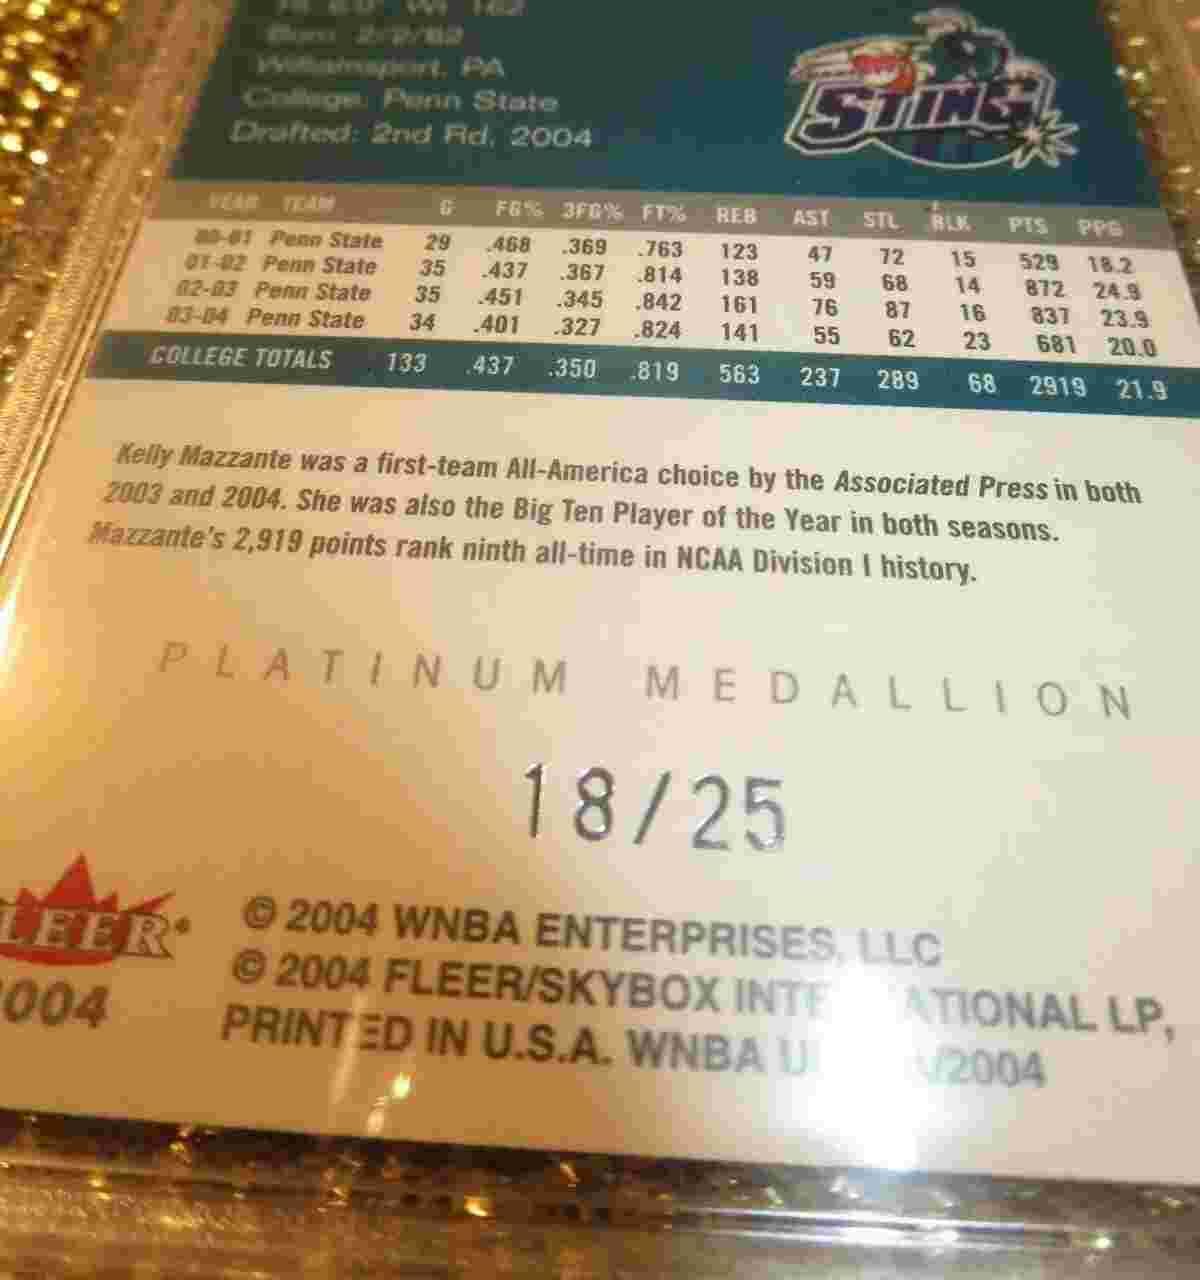 Ht: 6'0" Wt: 162
Born: 2/2/82
Williamsport, PA
College: Penn State
Drafted: 2nd Rd, 2004
STING
YEAR TEAM G FG% 3FG% FT% REB AST STL BLK PTS PPG
00-01 Penn State 29 .468 .369 .763 123 47 72 15 529 18.2
01-02 Penn State 35 .437 .367 .814 138 59 68 14 872 24.9
02-03 Penn State 35 .451 .345 .842 161 76 87 16 837 23.9
03-04 Penn State 34 .401 .327 .824 141 55 62 23 681 20.0
COLLEGE TOTALS 133 .437 .350 .819 563 237 289 68 2919 21.9
Kelly Mazzante was a first-team All-America choice by the Associated Press in both
2003 and 2004. She was also the Big Ten Player of the Year in both seasons.
Mazzante's 2,919 points rank ninth all-time in NCAA Division I history.
PLATINUM MEDALLION
18/25
FLEER®
2004
© 2004 WNBA ENTERPRISES, LLC
© 2004 FLEER/SKYBOX INTERNATIONAL LP,
PRINTED IN U.S.A. WNBA /2004